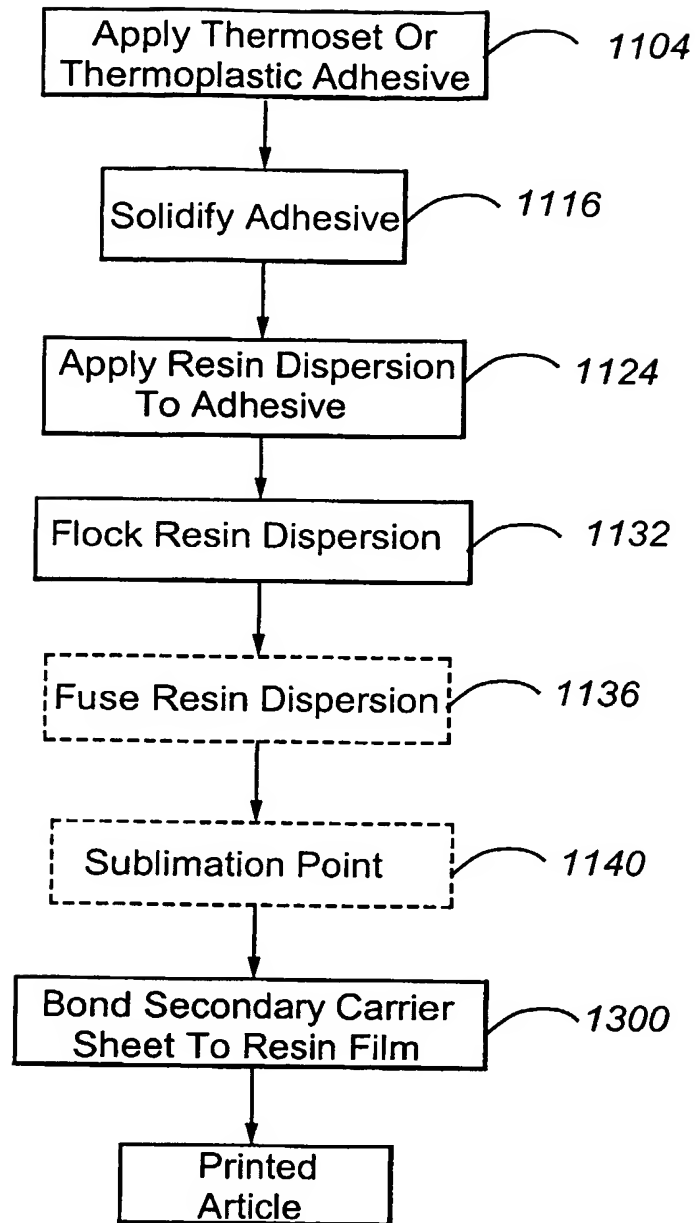 Apply Thermoset Or
Thermoplastic Adhesive
1104
Solidify Adhesive
1116
Apply Resin Dispersion
To Adhesive
1124
Flock Resin Dispersion
1132
Fuse Resin Dispersion
1136
Sublimation Point
1140
Bond Secondary Carrier
Sheet To Resin Film
1300
Printed
Article